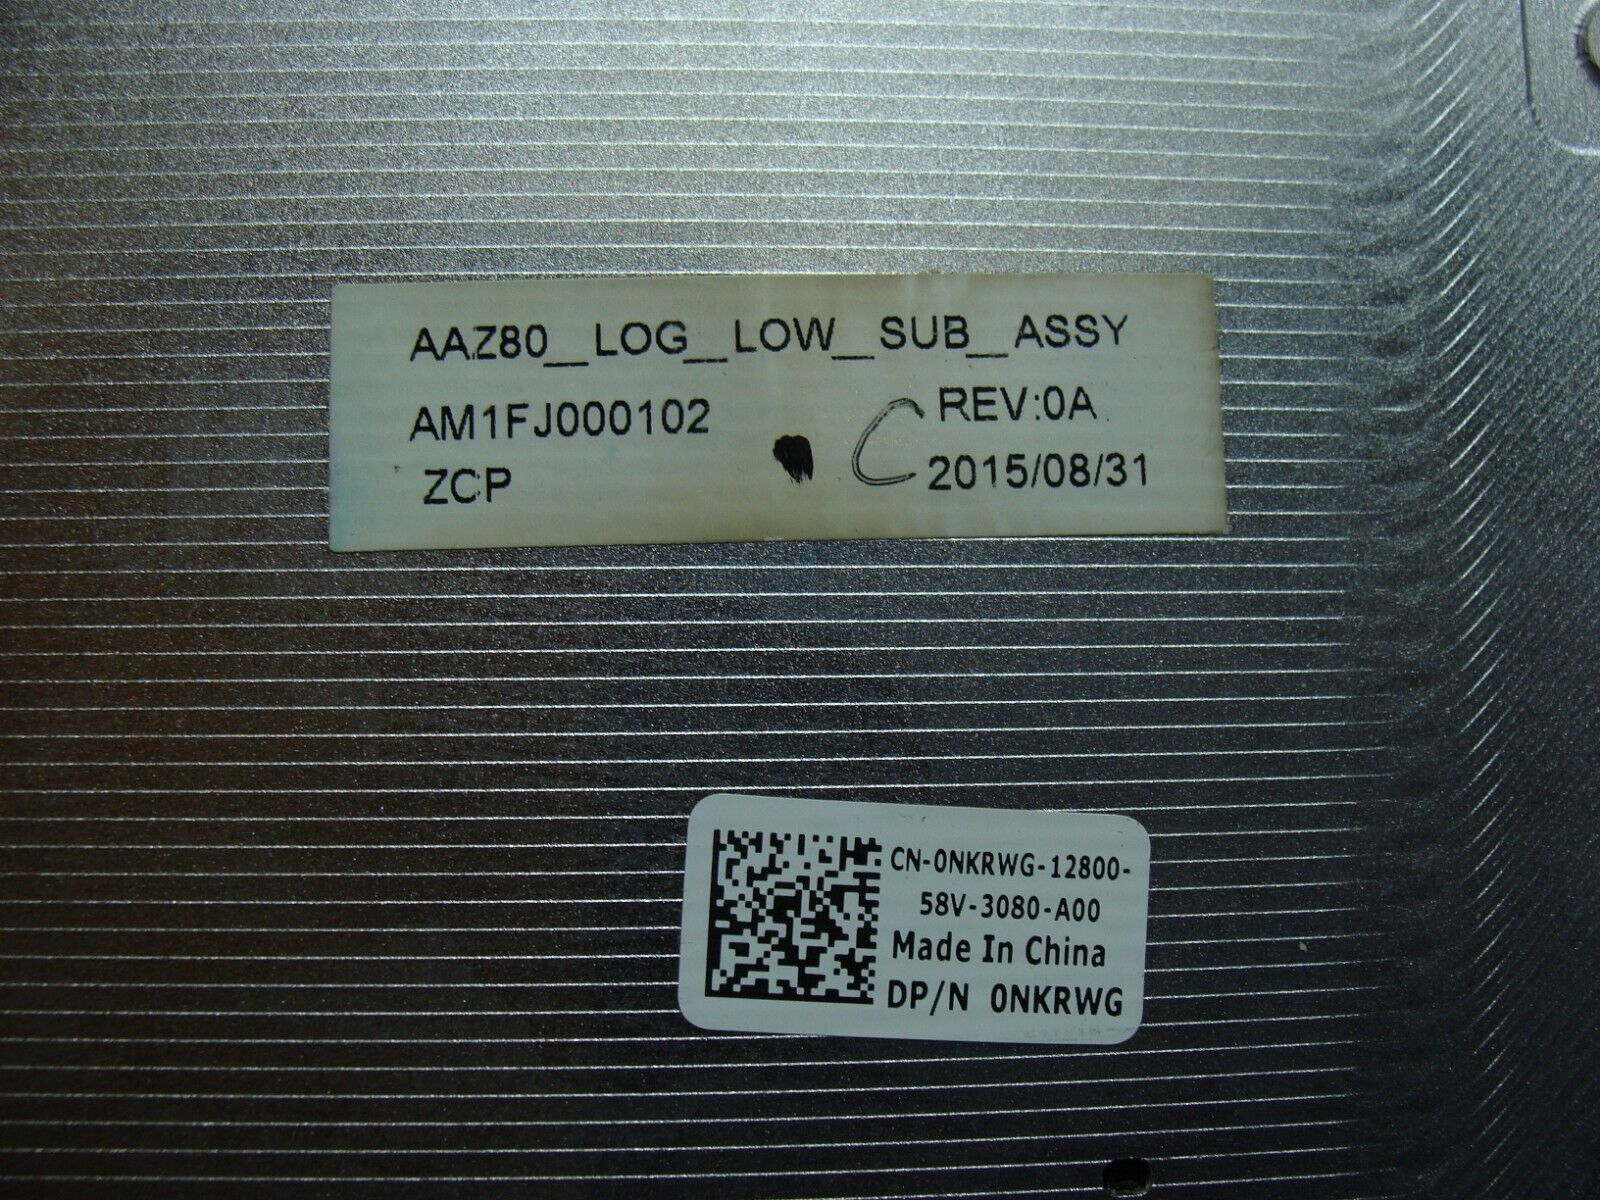 AAZ80_LOG_LOW_SUB_ASSY
AM1FJ000102
REV:0A
ZCP
C
2015/08/31
CN-0NKRWG-12800-
58V-3080-A00
Made In China
DP/N 0NKRWG